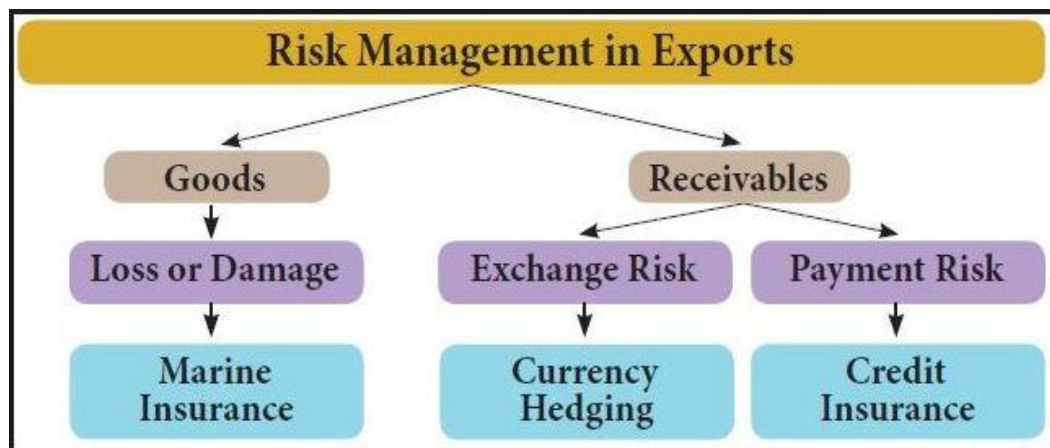 Risk Management in Exports
Goods
Receivables
Loss or Damage
Exchange Risk
Payment Risk
Marine
Insurance
Currency
Hedging
Credit
Insurance